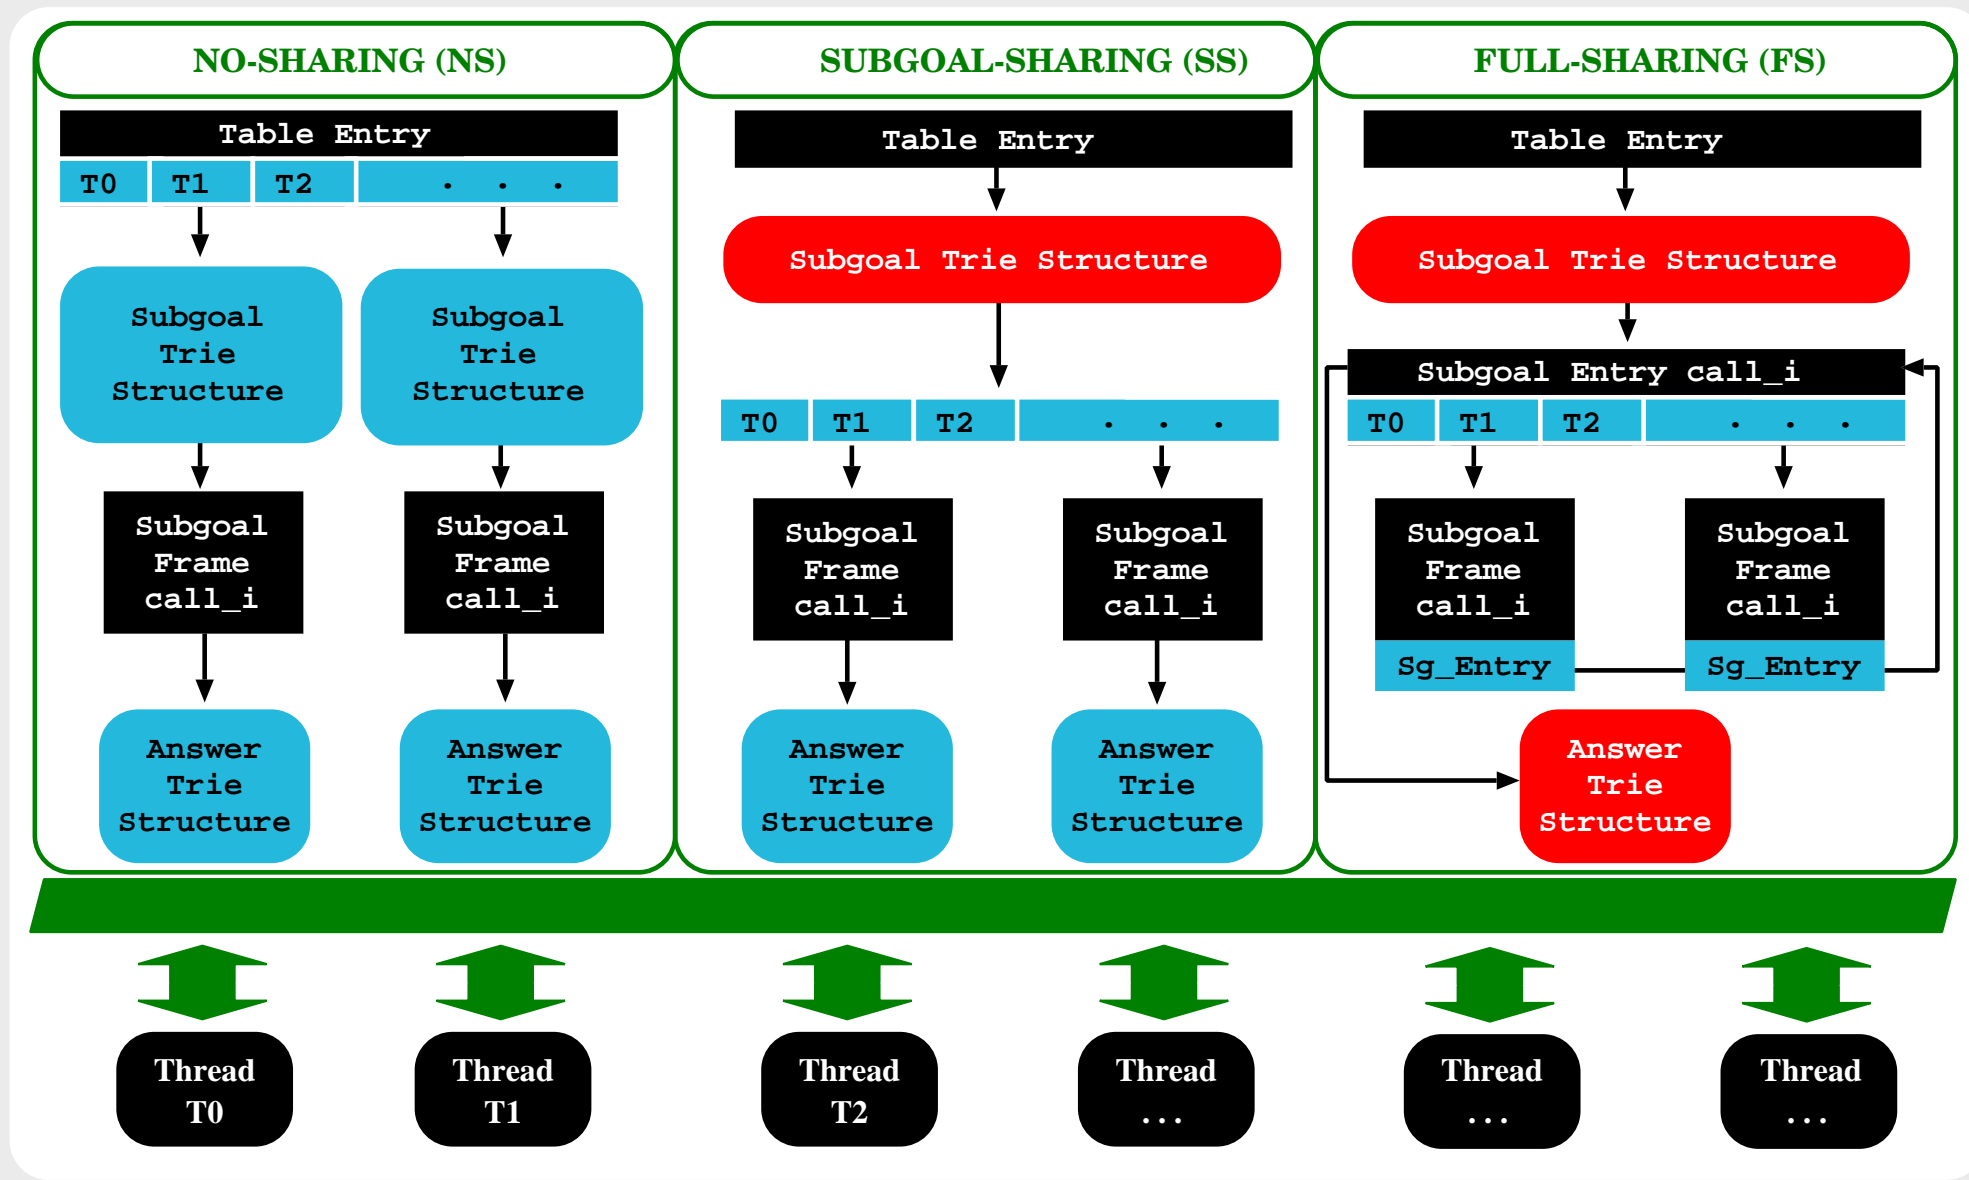 NO-SHARING (NS)
Table Entry
T0 T1 T2 . . .
Subgoal
Trie
Structure
Subgoal
Trie
Structure
Subgoal
Frame
call_i
Subgoal
Frame
call_i
Answer
Trie
Structure
Answer
Trie
Structure
SUBGOAL-SHARING (SS)
Table Entry
Subgoal Trie Structure
T0 T1 T2 . . .
Subgoal
Frame
call_i
Subgoal
Frame
call_i
Answer
Trie
Structure
Answer
Trie
Structure
FULL-SHARING (FS)
Table Entry
Subgoal Trie Structure
Subgoal Entry call_i
T0 T1 T2 . . .
Subgoal
Frame
call_i
Sg_Entry
Subgoal
Frame
call_i
Sg_Entry
Answer
Trie
Structure
Thread
T0
Thread
T1
Thread
T2
Thread
...
Thread
...
Thread
...